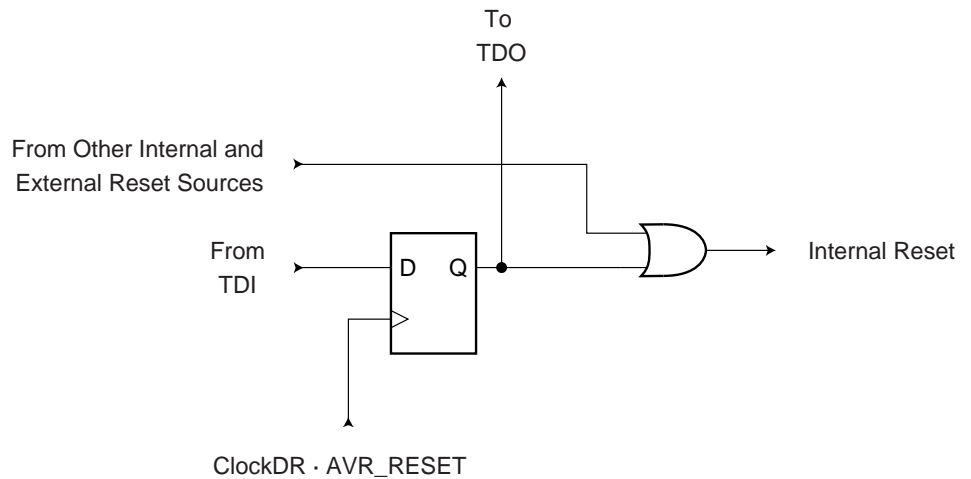 To
TDO
From Other Internal and
External Reset Sources
From
TDI
D Q
Internal Reset
ClockDR · AVR_RESET